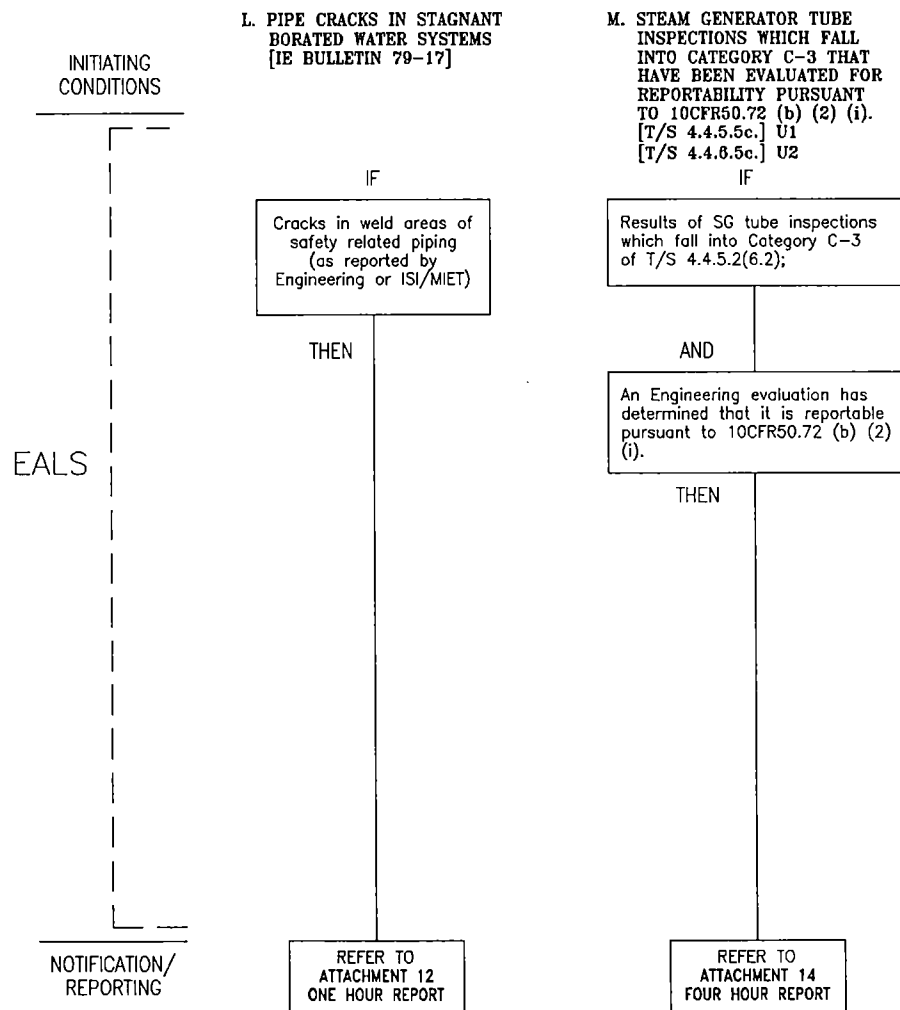 INITIATING
CONDITIONS
EALS
NOTIFICATION/
REPORTING
L. PIPE CRACKS IN STAGNANT
BORATED WATER SYSTEMS
[IE BULLETIN 79-17]
IF
Cracks in weld areas of
safety related piping
(as reported by
Engineering or ISI/MIET)
THEN
REFER TO
ATTACHMENT 12
ONE HOUR REPORT
M. STEAM GENERATOR TUBE
INSPECTIONS WHICH FALL
INTO CATEGORY C-3 THAT
HAVE BEEN EVALUATED FOR
REPORTABILITY PURSUANT
TO 10CFR50.72 (b) (2) (i).
[T/S 4.4.5.5c.] U1
[T/S 4.4.6.5c.] U2
IF
Results of SG tube inspections
which fall into Category C-3
of T/S 4.4.5.2(6.2);
AND
An Engineering evaluation has
determined that it is reportable
pursuant to 10CFR50.72 (b) (2)
(i).
THEN
REFER TO
ATTACHMENT 14
FOUR HOUR REPORT